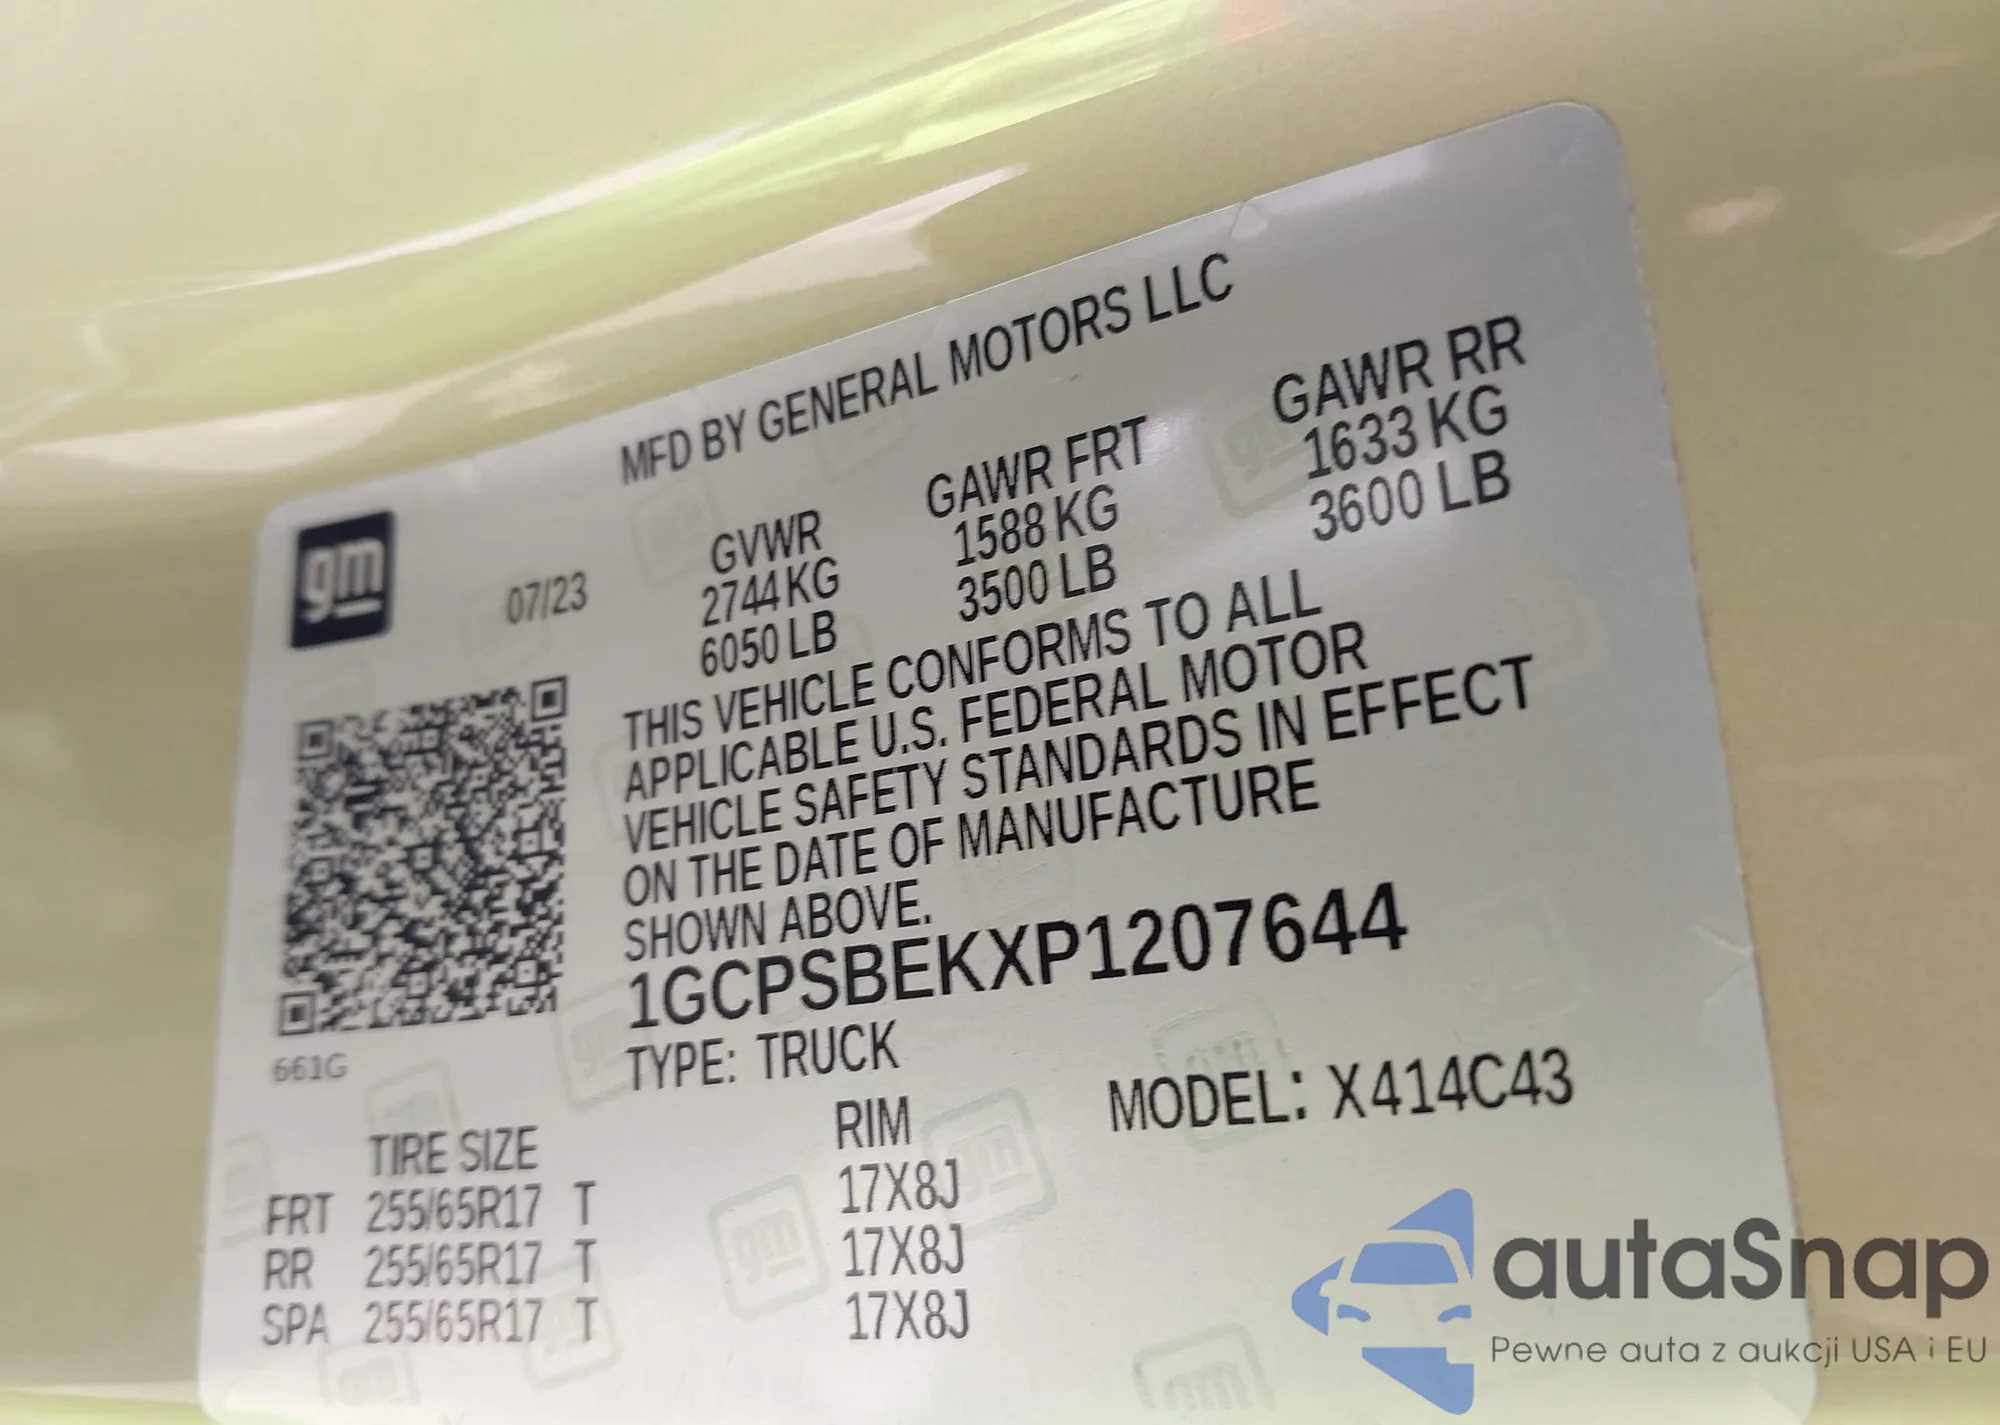 MFD BY GENERAL MOTORS LLC
gm
07/23
GVWR GAWR FRT GAWR RR
2744 KG 1588 KG 1633 KG
6050 LB 3500 LB 3600 LB
THIS VEHICLE CONFORMS TO ALL
APPLICABLE U.S. FEDERAL MOTOR
VEHICLE SAFETY STANDARDS IN EFFECT
ON THE DATE OF MANUFACTURE
SHOWN ABOVE.
1GCPSBEKXP1207644
661G
TYPE: TRUCK
MODEL: X414C43
TIRE SIZE RIM
FRT 255/65R17 T 17X8J
RR 255/65R17 T 17X8J
SPA 255/65R17 T 17X8J
autaSnap
Pewne auta z aukcji USA i EU